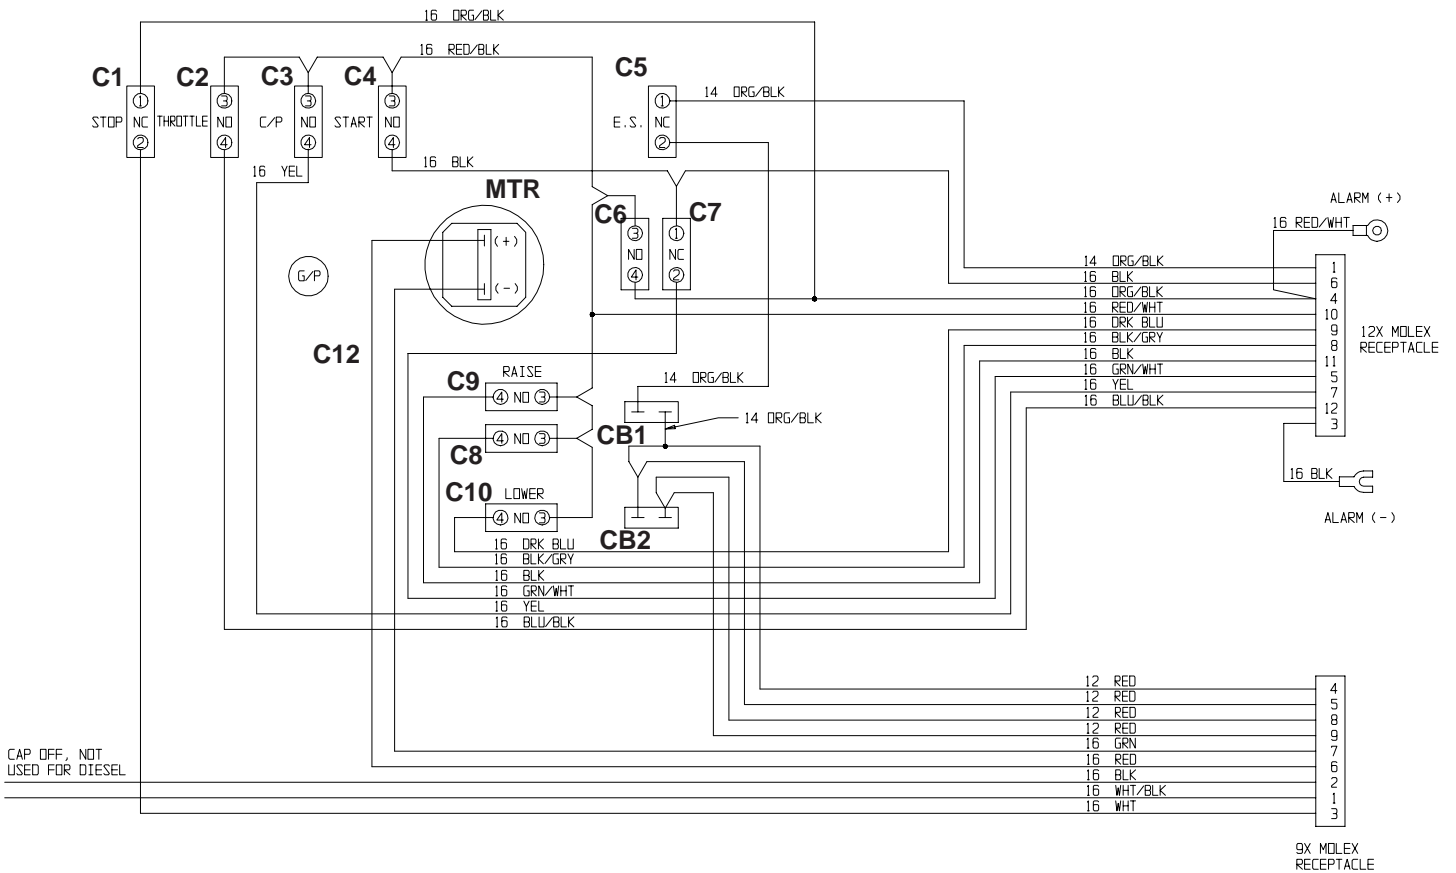 16 ORG/BLK
16 RED/BLK
C1
C2
C3
C4
C5
STOP
1
NC
2
THROTTLE
3
NO
4
C/P
3
NO
4
START
3
NO
4
E.S.
1
NC
2
14 ORG/BLK
16 YEL
16 BLK
MTR
(+)
(-)
G/P
C12
C6
3
NO
4
C7
1
NC
2
ALARM (+)
16 RED/WHT
14 ORG/BLK 1
16 BLK 6
16 ORG/BLK 4
16 RED/WHT 10
16 DRK BLU 9
16 BLK/GRY 8
16 BLK 11
16 GRN/WHT 5
16 YEL 7
16 BLU/BLK 12
3
12X MOLEX
RECEPTACLE
16 BLK
ALARM (-)
C9
RAISE
4 NO 3
C8
4 NO 3
C10
LOWER
4 NO 3
14 ORG/BLK
CB1
14 ORG/BLK
CB2
16 DRK BLU
16 BLK/GRY
16 BLK
16 GRN/WHT
16 YEL
16 BLU/BLK
12 RED 4
12 RED 5
12 RED 8
12 RED 9
16 GRN 7
16 RED 6
16 BLK 2
16 WHT/BLK 1
16 WHT 3
CAP OFF, NOT
USED FOR DIESEL
9X MOLEX
RECEPTACLE